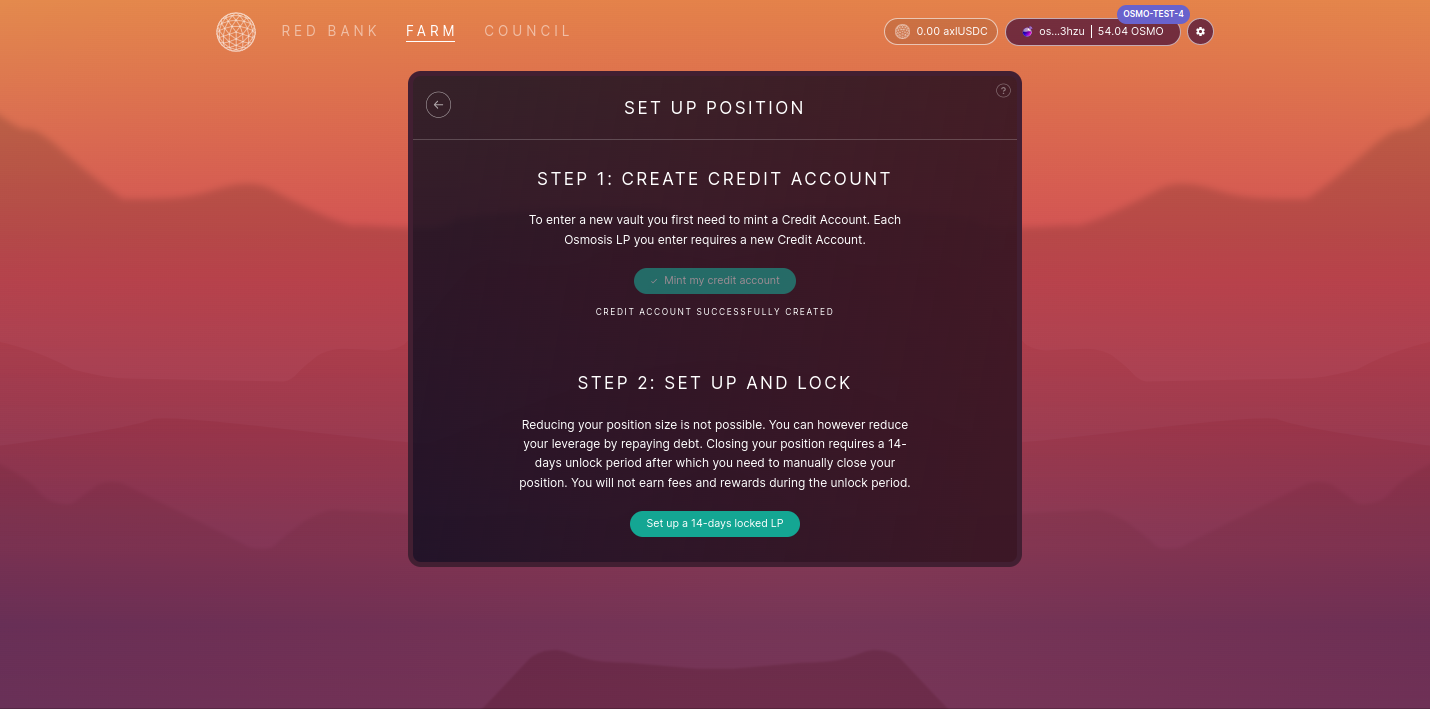 RED BANK
FARM
COUNCIL
0.00 axlUSDC
OSMO-TEST-4
os...3hzu | 54.04 OSMO
SET UP POSITION
?
STEP 1: CREATE CREDIT ACCOUNT
To enter a new vault you first need to mint a Credit Account. Each
Osmosis LP you enter requires a new Credit Account.
✓ Mint my credit account
CREDIT ACCOUNT SUCCESSFULLY CREATED
STEP 2: SET UP AND LOCK
Reducing your position size is not possible. You can however reduce
your leverage by repaying debt. Closing your position requires a 14-
days unlock period after which you need to manually close your
position. You will not earn fees and rewards during the unlock period.
Set up a 14-days locked LP